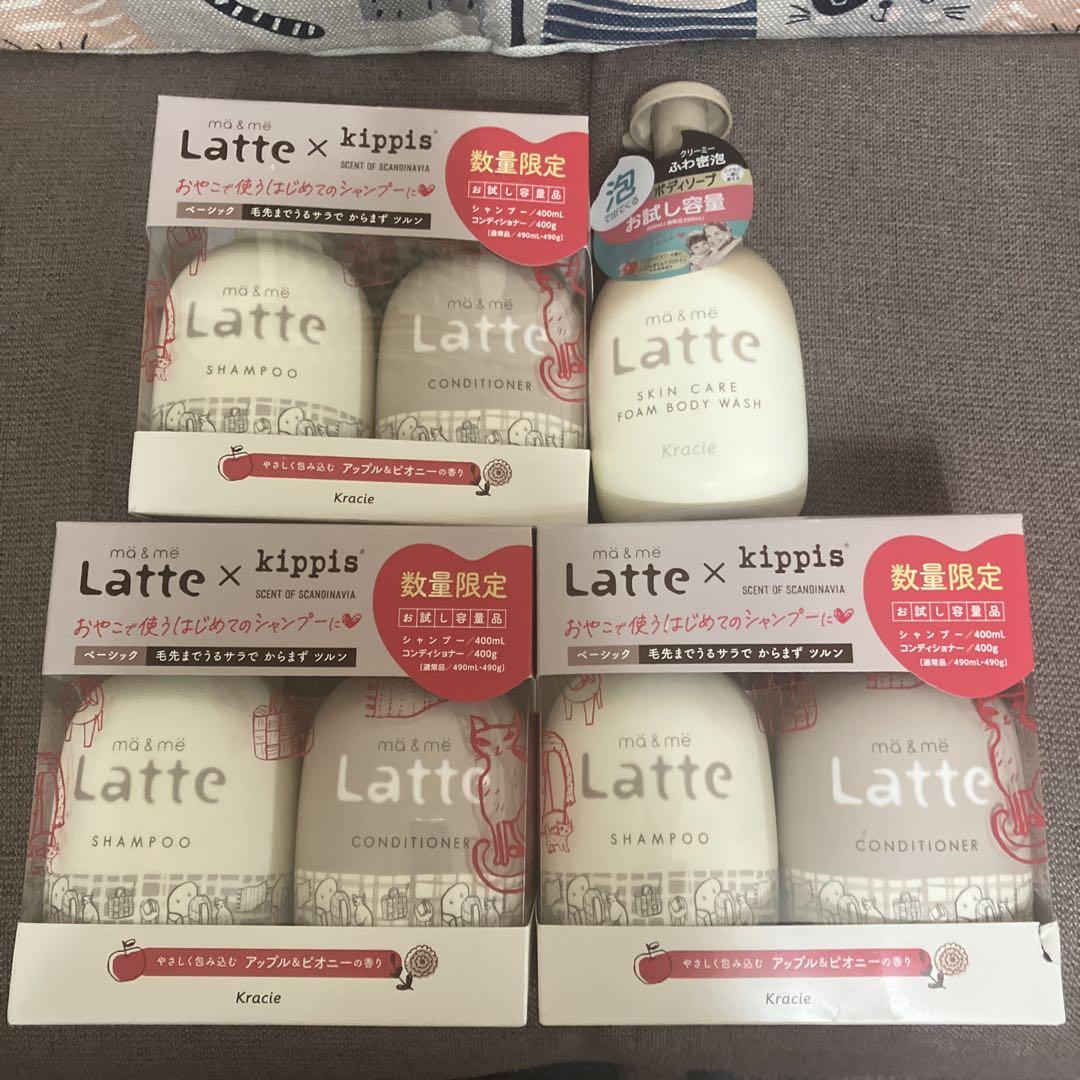 mä & më
Latte × kippis®
SCENT OF SCANDINAVIA
おやこで使うはじめてのシャンプーに
ベーシック 毛先までうるサラで からまず ツルン
数量限定
お試し容量品
シャンプー/400mL
コンディショナー/400g
[通常品/490mL・490g]
mä & më
Latte
SHAMPOO
mä & më
Latte
CONDITIONER
やさしく包み込む アップル&ピオニーの香り
Kracie
クリーミー
ふわ密泡
ボディソープ
泡
で出てくる
お試し容量
mä & më
Latte
SKIN CARE
FOAM BODY WASH
Kracie
mä & më
Latte × kippis®
SCENT OF SCANDINAVIA
おやこで使うはじめてのシャンプーに
ベーシック 毛先までうるサラで からまず ツルン
数量限定
お試し容量品
シャンプー/400mL
コンディショナー/400g
[通常品/490mL・490g]
mä & më
Latte
SHAMPOO
mä & më
Latte
CONDITIONER
やさしく包み込む アップル&ピオニーの香り
Kracie
mä & më
Latte × kippis®
SCENT OF SCANDINAVIA
おやこで使うはじめてのシャンプーに
ベーシック 毛先までうるサラで からまず ツルン
数量限定
お試し容量品
シャンプー/400mL
コンディショナー/400g
[通常品/490mL・490g]
mä & më
Latte
SHAMPOO
mä & më
Latte
CONDITIONER
やさしく包み込む アップル&ピオニーの香り
Kracie